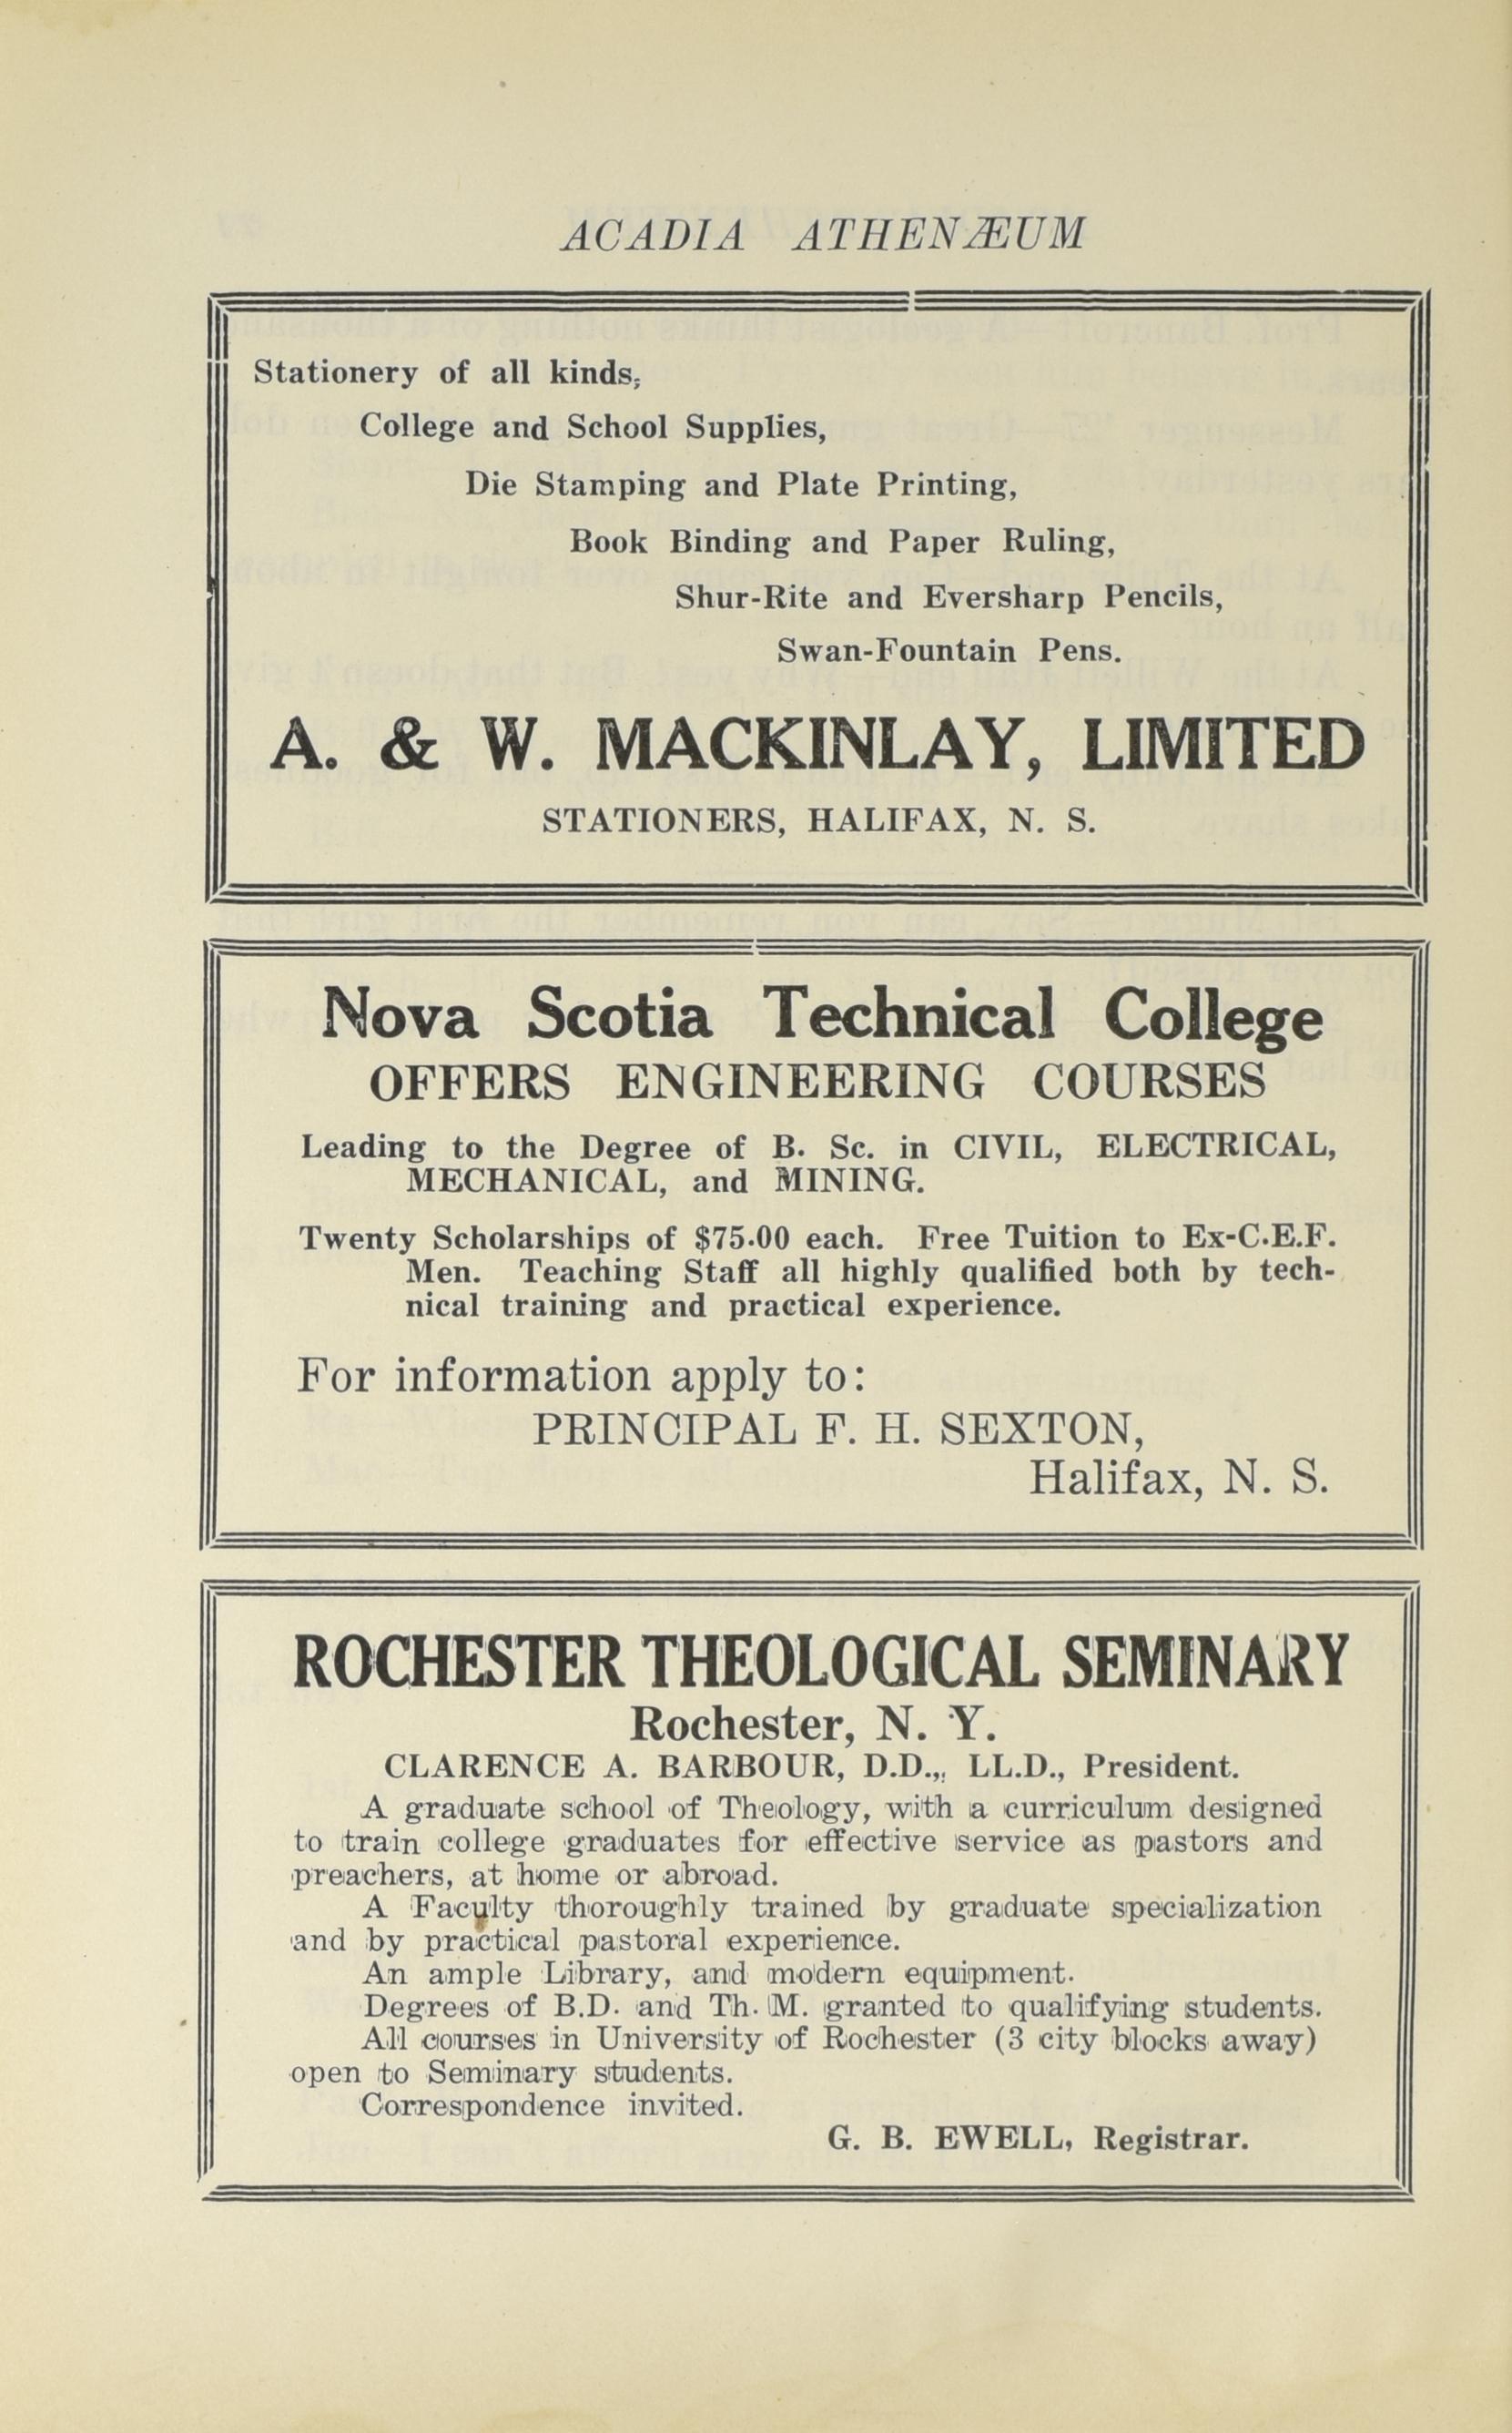 ACADIA ATHENÆUM
Stationery of all kinds,
College and School Supplies,
Die Stamping and Plate Printing,
Book Binding and Paper Ruling,
Shur-Rite and Eversharp Pencils,
Swan-Fountain Pens.
A. & W. MACKINLAY, LIMITED
STATIONERS, HALIFAX, N. S.
Nova Scotia Technical College
OFFERS ENGINEERING COURSES
Leading to the Degree of B. Sc. in CIVIL, ELECTRICAL,
MECHANICAL, and MINING.
Twenty Scholarships of $75.00 each. Free Tuition to Ex-C.E.F.
Men. Teaching Staff all highly qualified both by tech-
nical training and practical experience.
For information apply to:
PRINCIPAL F. H. SEXTON,
Halifax, N. S.
ROCHESTER THEOLOGICAL SEMINARY
Rochester, N. Y.
CLARENCE A. BARBOUR, D.D.,, LL.D., President.
A graduate school of Theology, with a curriculum designed
to train college graduates for effective service as pastors and
preachers, at home or abroad.
A Faculty thoroughly trained by graduate specialization
and by practical pastoral experience.
An ample Library, and modern equipment.
Degrees of B.D. and Th. M. granted to qualifying students.
All courses in University of Rochester (3 city blocks away)
open to Seminary students.
Correspondence invited.
G. B. EWELL, Registrar.